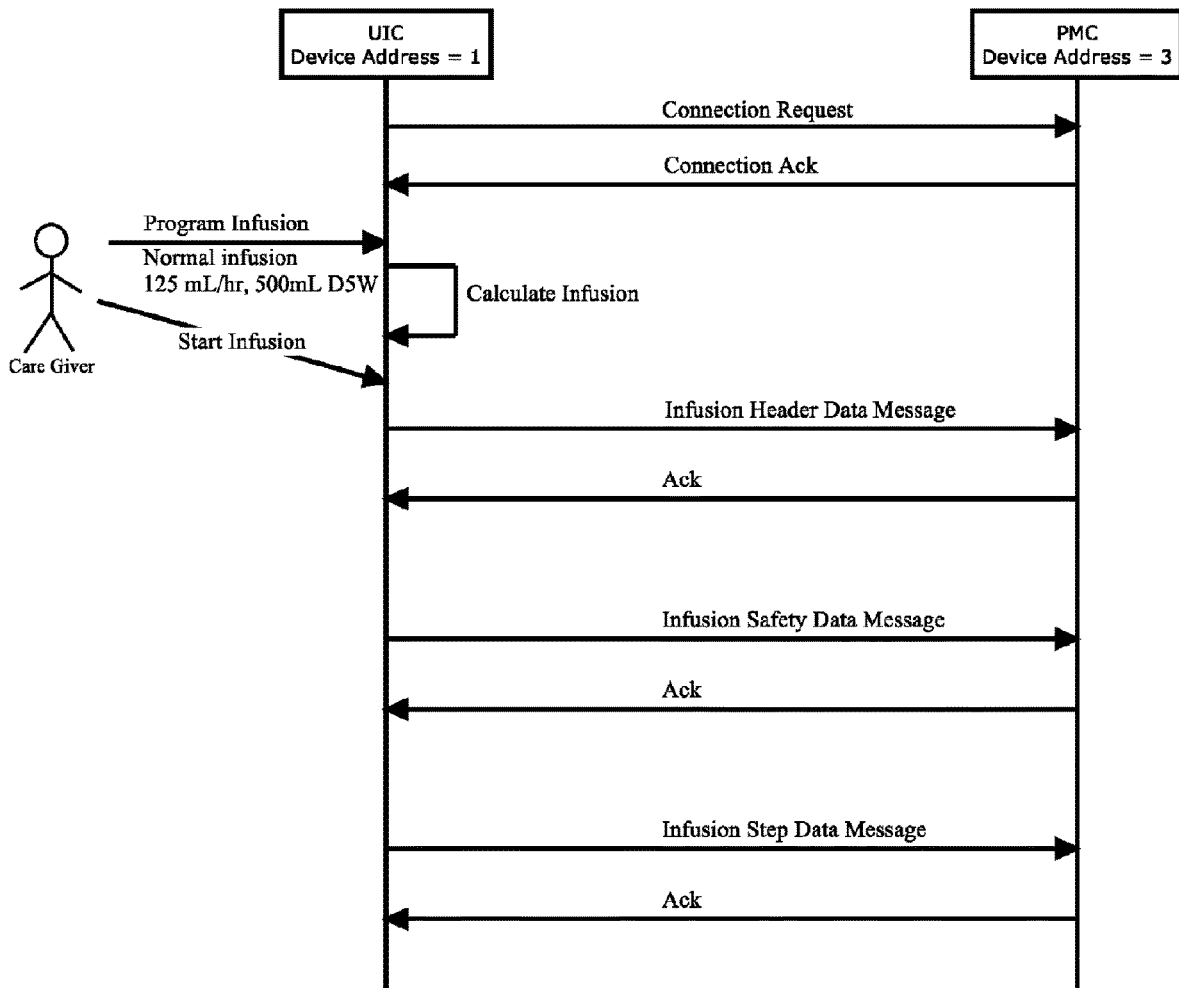 UIC
Device Address = 1
PMC
Device Address = 3
Connection Request
Connection Ack
Program Infusion
Normal infusion
125 mL/hr, 500mL D5W
Calculate Infusion
Start Infusion
Care Giver
Infusion Header Data Message
Ack
Infusion Safety Data Message
Ack
Infusion Step Data Message
Ack